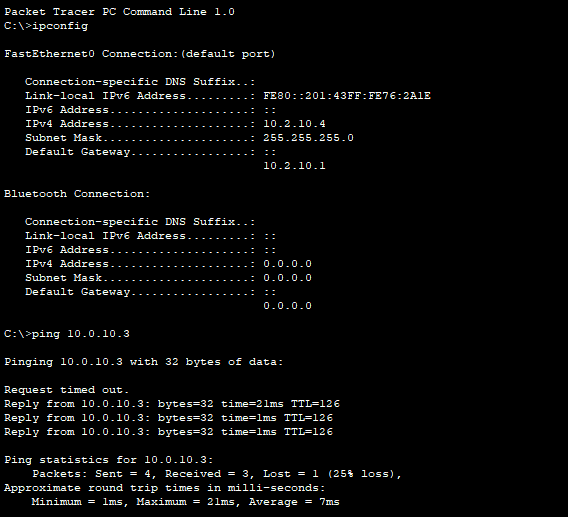 Packet Tracer PC Command Line 1.0
C:\>ipconfig
FastEthernet0 Connection:(default port)
Connection-specific DNS Suffix..:
Link-local IPv6 Address.........: FE80::201:43FF:FE76:2A1E
IPv6 Address....................: ::
IPv4 Address....................: 10.2.10.4
Subnet Mask.....................: 255.255.255.0
Default Gateway.................: ::
10.2.10.1
Bluetooth Connection:
Connection-specific DNS Suffix..:
Link-local IPv6 Address.........: ::
IPv6 Address....................: ::
IPv4 Address....................: 0.0.0.0
Subnet Mask.....................: 0.0.0.0
Default Gateway.................: ::
0.0.0.0
C:\>ping 10.0.10.3
Pinging 10.0.10.3 with 32 bytes of data:
Request timed out.
Reply from 10.0.10.3: bytes=32 time=21ms TTL=126
Reply from 10.0.10.3: bytes=32 time=1ms TTL=126
Reply from 10.0.10.3: bytes=32 time=1ms TTL=126
Ping statistics for 10.0.10.3:
Packets: Sent = 4, Received = 3, Lost = 1 (25% loss),
Approximate round trip times in milli-seconds:
Minimum = 1ms, Maximum = 21ms, Average = 7ms